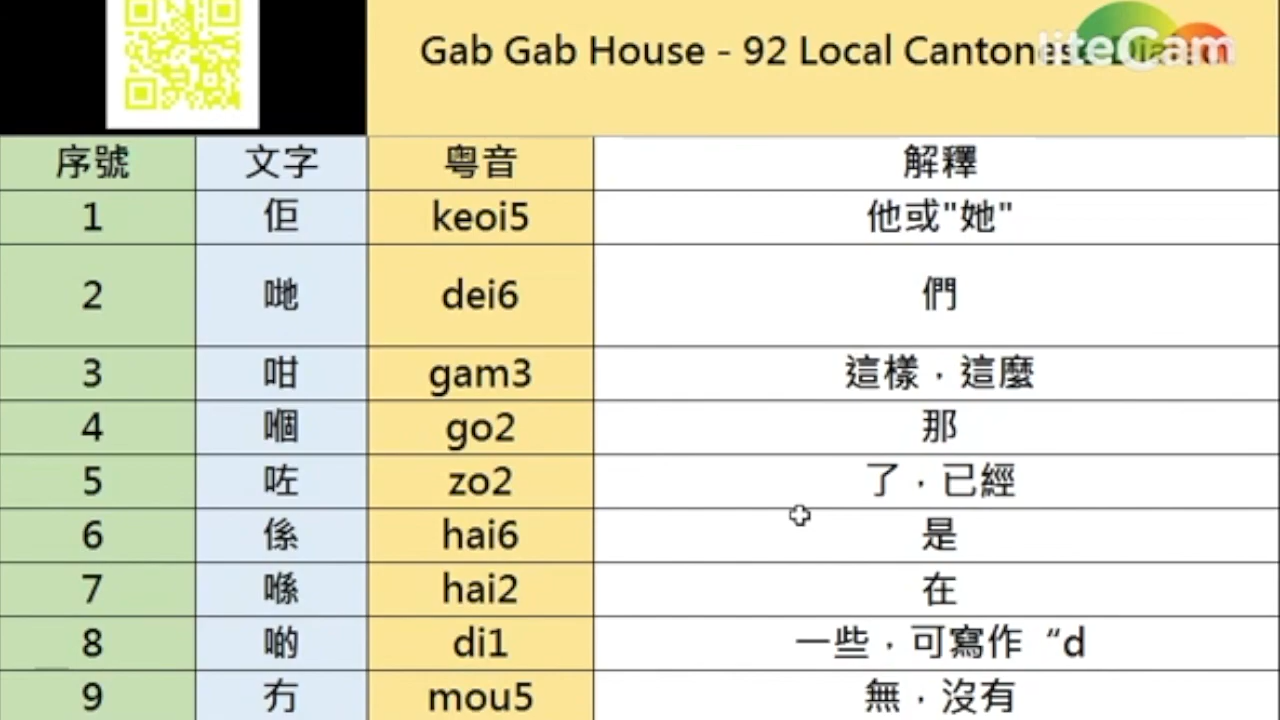 Gab Gab House - 92 Local Cantonese
liteCam
序號 文字 粵音 解釋
1 佢 keoi5 他或"她"
2 哋 dei6 們
3 咁 gam3 這樣，這麼
4 嗰 go2 那
5 咗 zo2 了，已經
6 係 hai6 是
7 喺 hai2 在
8 啲 di1 一些，可寫作“d
9 冇 mou5 無，沒有